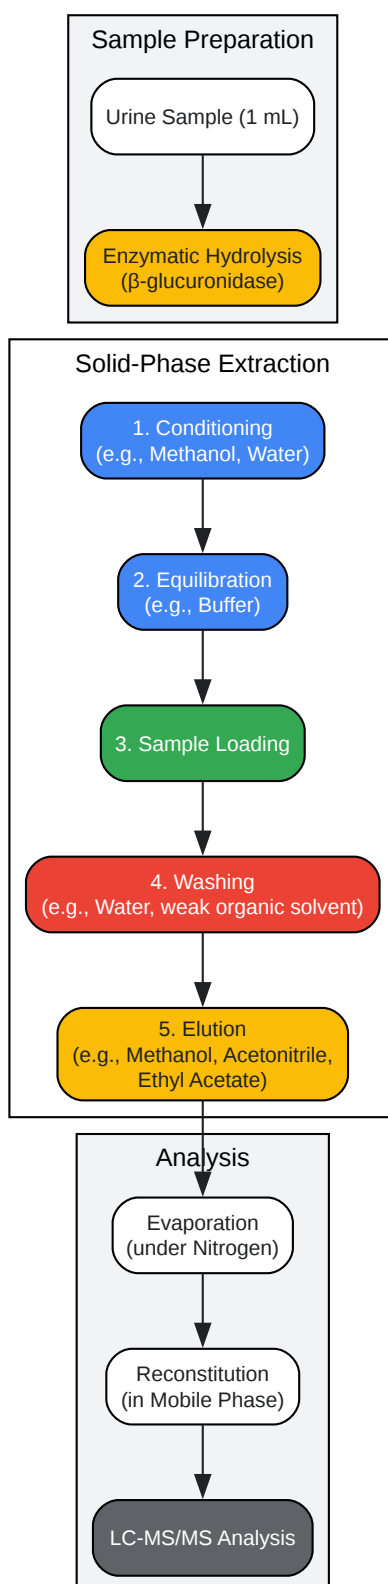 Sample Preparation
Urine Sample (1 mL)
Enzymatic Hydrolysis
(β-glucuronidase)
Solid-Phase Extraction
1. Conditioning
(e.g., Methanol, Water)
2. Equilibration
(e.g., Buffer)
3. Sample Loading
4. Washing
(e.g., Water, weak organic solvent)
5. Elution
(e.g., Methanol, Acetonitrile,
Ethyl Acetate)
Analysis
Evaporation
(under Nitrogen)
Reconstitution
(in Mobile Phase)
LC-MS/MS Analysis